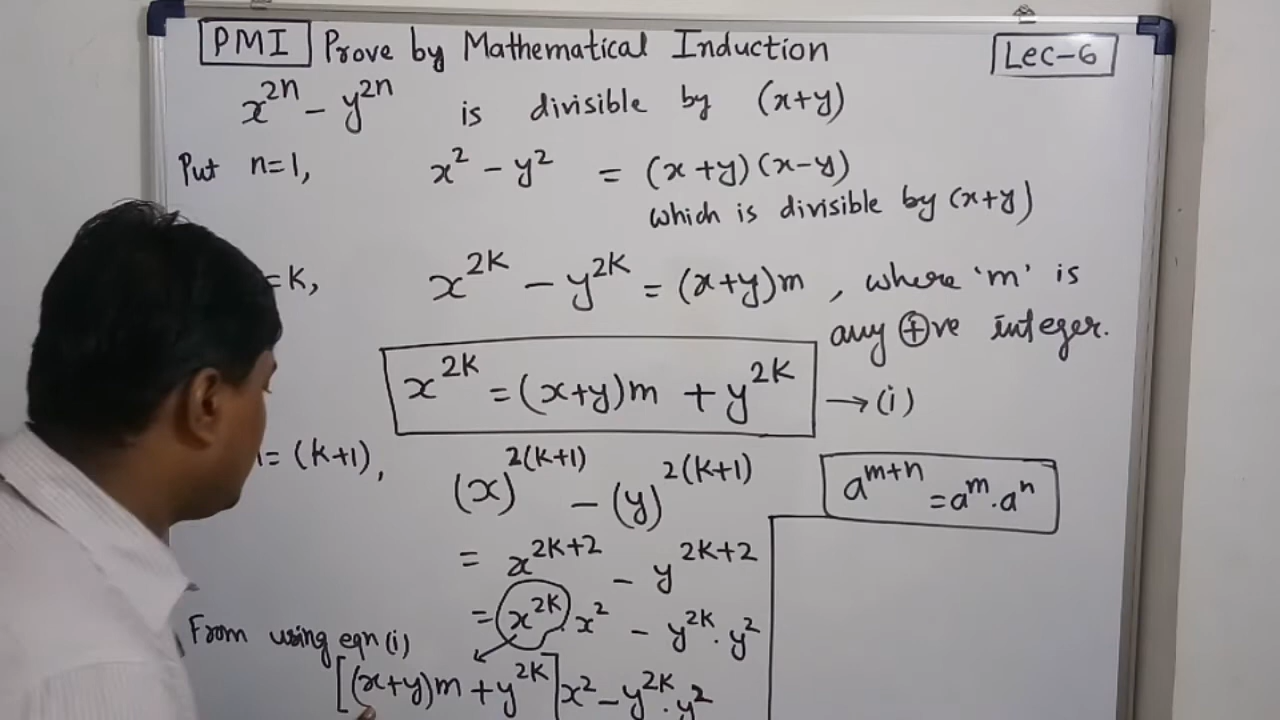 PMI Prove by Mathematical Induction
Lec-6
x^{2n} - y^{2n} is divisible by (x+y)
Put n=1, x^2 - y^2 = (x+y)(x-y)
which is divisible by (x+y)
=K, x^{2K} - y^{2K} = (x+y)m, where 'm' is
any ⊕ve integer.
x^{2K} = (x+y)m + y^{2K} → (i)
= (K+1), (x)^{2(K+1)} - (y)^{2(K+1)}
a^{m+n} = a^m · a^n
= x^{2K+2} - y^{2K+2}
= x^{2K} · x^2 - y^{2K} · y^2
From using eqn (i)
[(x+y)m + y^{2K}] x^2 - y^{2K} · y^2